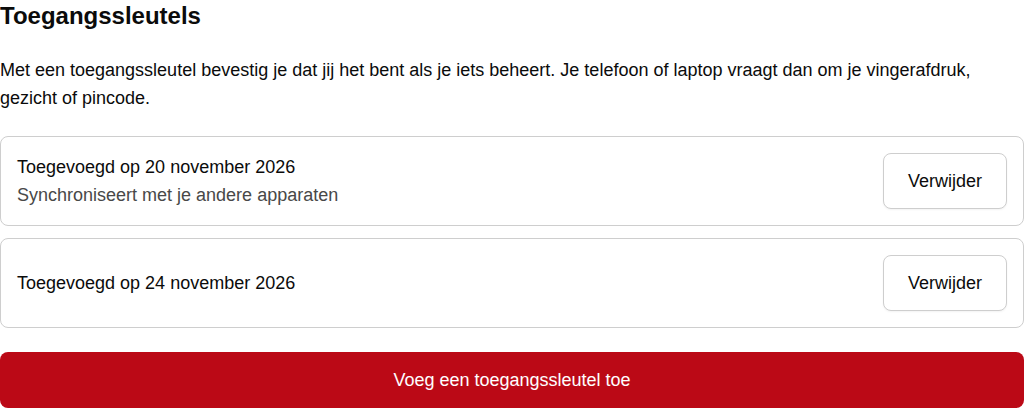 Toegangssleutels
Met een toegangssleutel bevestig je dat jij het bent als je iets beheert. Je telefoon of laptop vraagt dan om je vingerafdruk,
gezicht of pincode.
Toegevoegd op 20 november 2026
Synchroniseert met je andere apparaten
Verwijder
Toegevoegd op 24 november 2026
Verwijder
Voeg een toegangssleutel toe